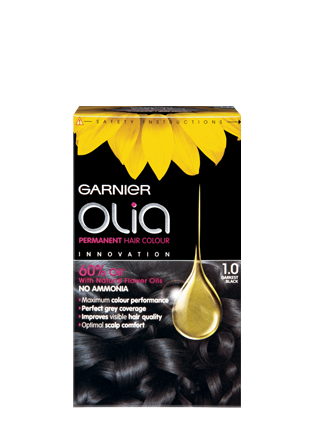 SAFETY INSTRUCTIONS
GARNIER
OLIA
PERMANENT HAIR COLOUR
INNOVATION
60% Oil
With Natural Flower Oils
NO AMMONIA
• Maximum colour performance
• Perfect grey coverage
• Improves visible hair quality
• Optimal scalp comfort
1.0
DARKEST
BLACK